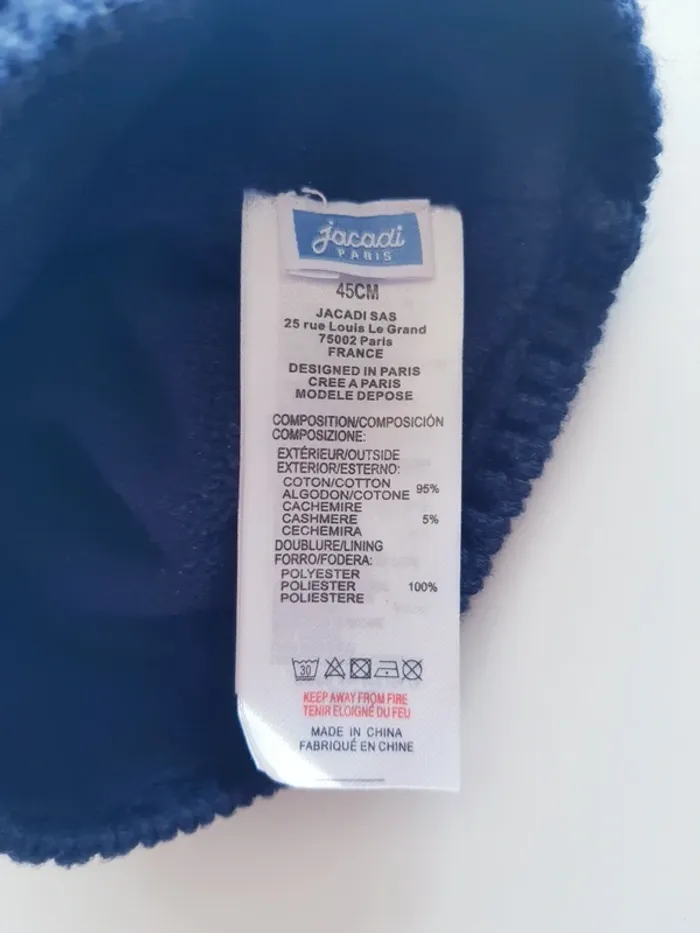 jacadi
PARIS
45CM
JACADI SAS
25 rue Louis Le Grand
75002 Paris
FRANCE
DESIGNED IN PARIS
CREE A PARIS
MODELE DEPOSE
COMPOSITION/COMPOSICIÓN
COMPOSIZIONE:
EXTÉRIEUR/OUTSIDE
EXTERIOR/ESTERNO:
COTON/COTTON
ALGODON/COTONE 95%
CACHEMIRE
CASHMERE 5%
CECHEMIRA
DOUBLURE/LINING
FORRO/FODERA:
POLYESTER
POLIESTER 100%
POLIESTERE
30
KEEP AWAY FROM FIRE
TENIR ELOIGNÉ DU FEU
MADE IN CHINA
FABRIQUÉ EN CHINE